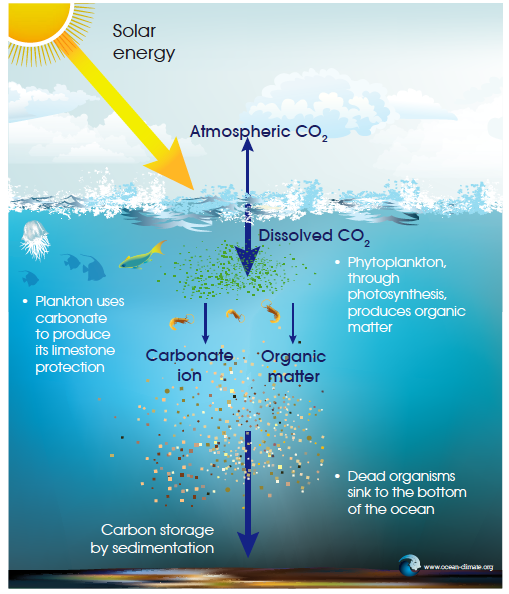 Solar
energy
Atmospheric CO₂
Dissolved CO₂
• Phytoplankton,
through
photosynthesis,
produces organic
matter
• Plankton uses
carbonate
to produce
its limestone
protection
Carbonate
ion
Organic
matter
• Dead organisms
sink to the bottom
of the ocean
Carbon storage
by sedimentation
www.ocean-climate.org